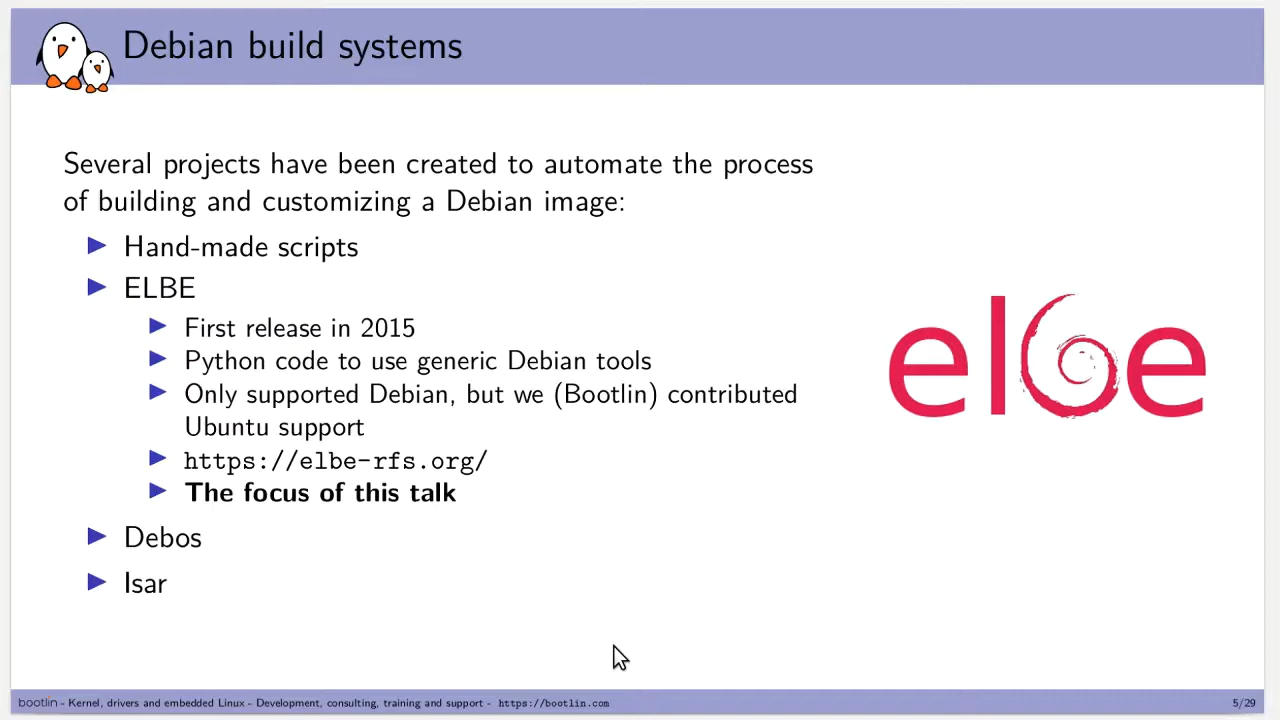 Debian build systems
Several projects have been created to automate the process
of building and customizing a Debian image:
Hand-made scripts
ELBE
First release in 2015
Python code to use generic Debian tools
Only supported Debian, but we (Bootlin) contributed
Ubuntu support
https://elbe-rfs.org/
The focus of this talk
Debos
Isar
elbe
bootlin - Kernel, drivers and embedded Linux - Development, consulting, training and support - https://bootlin.com
5/29